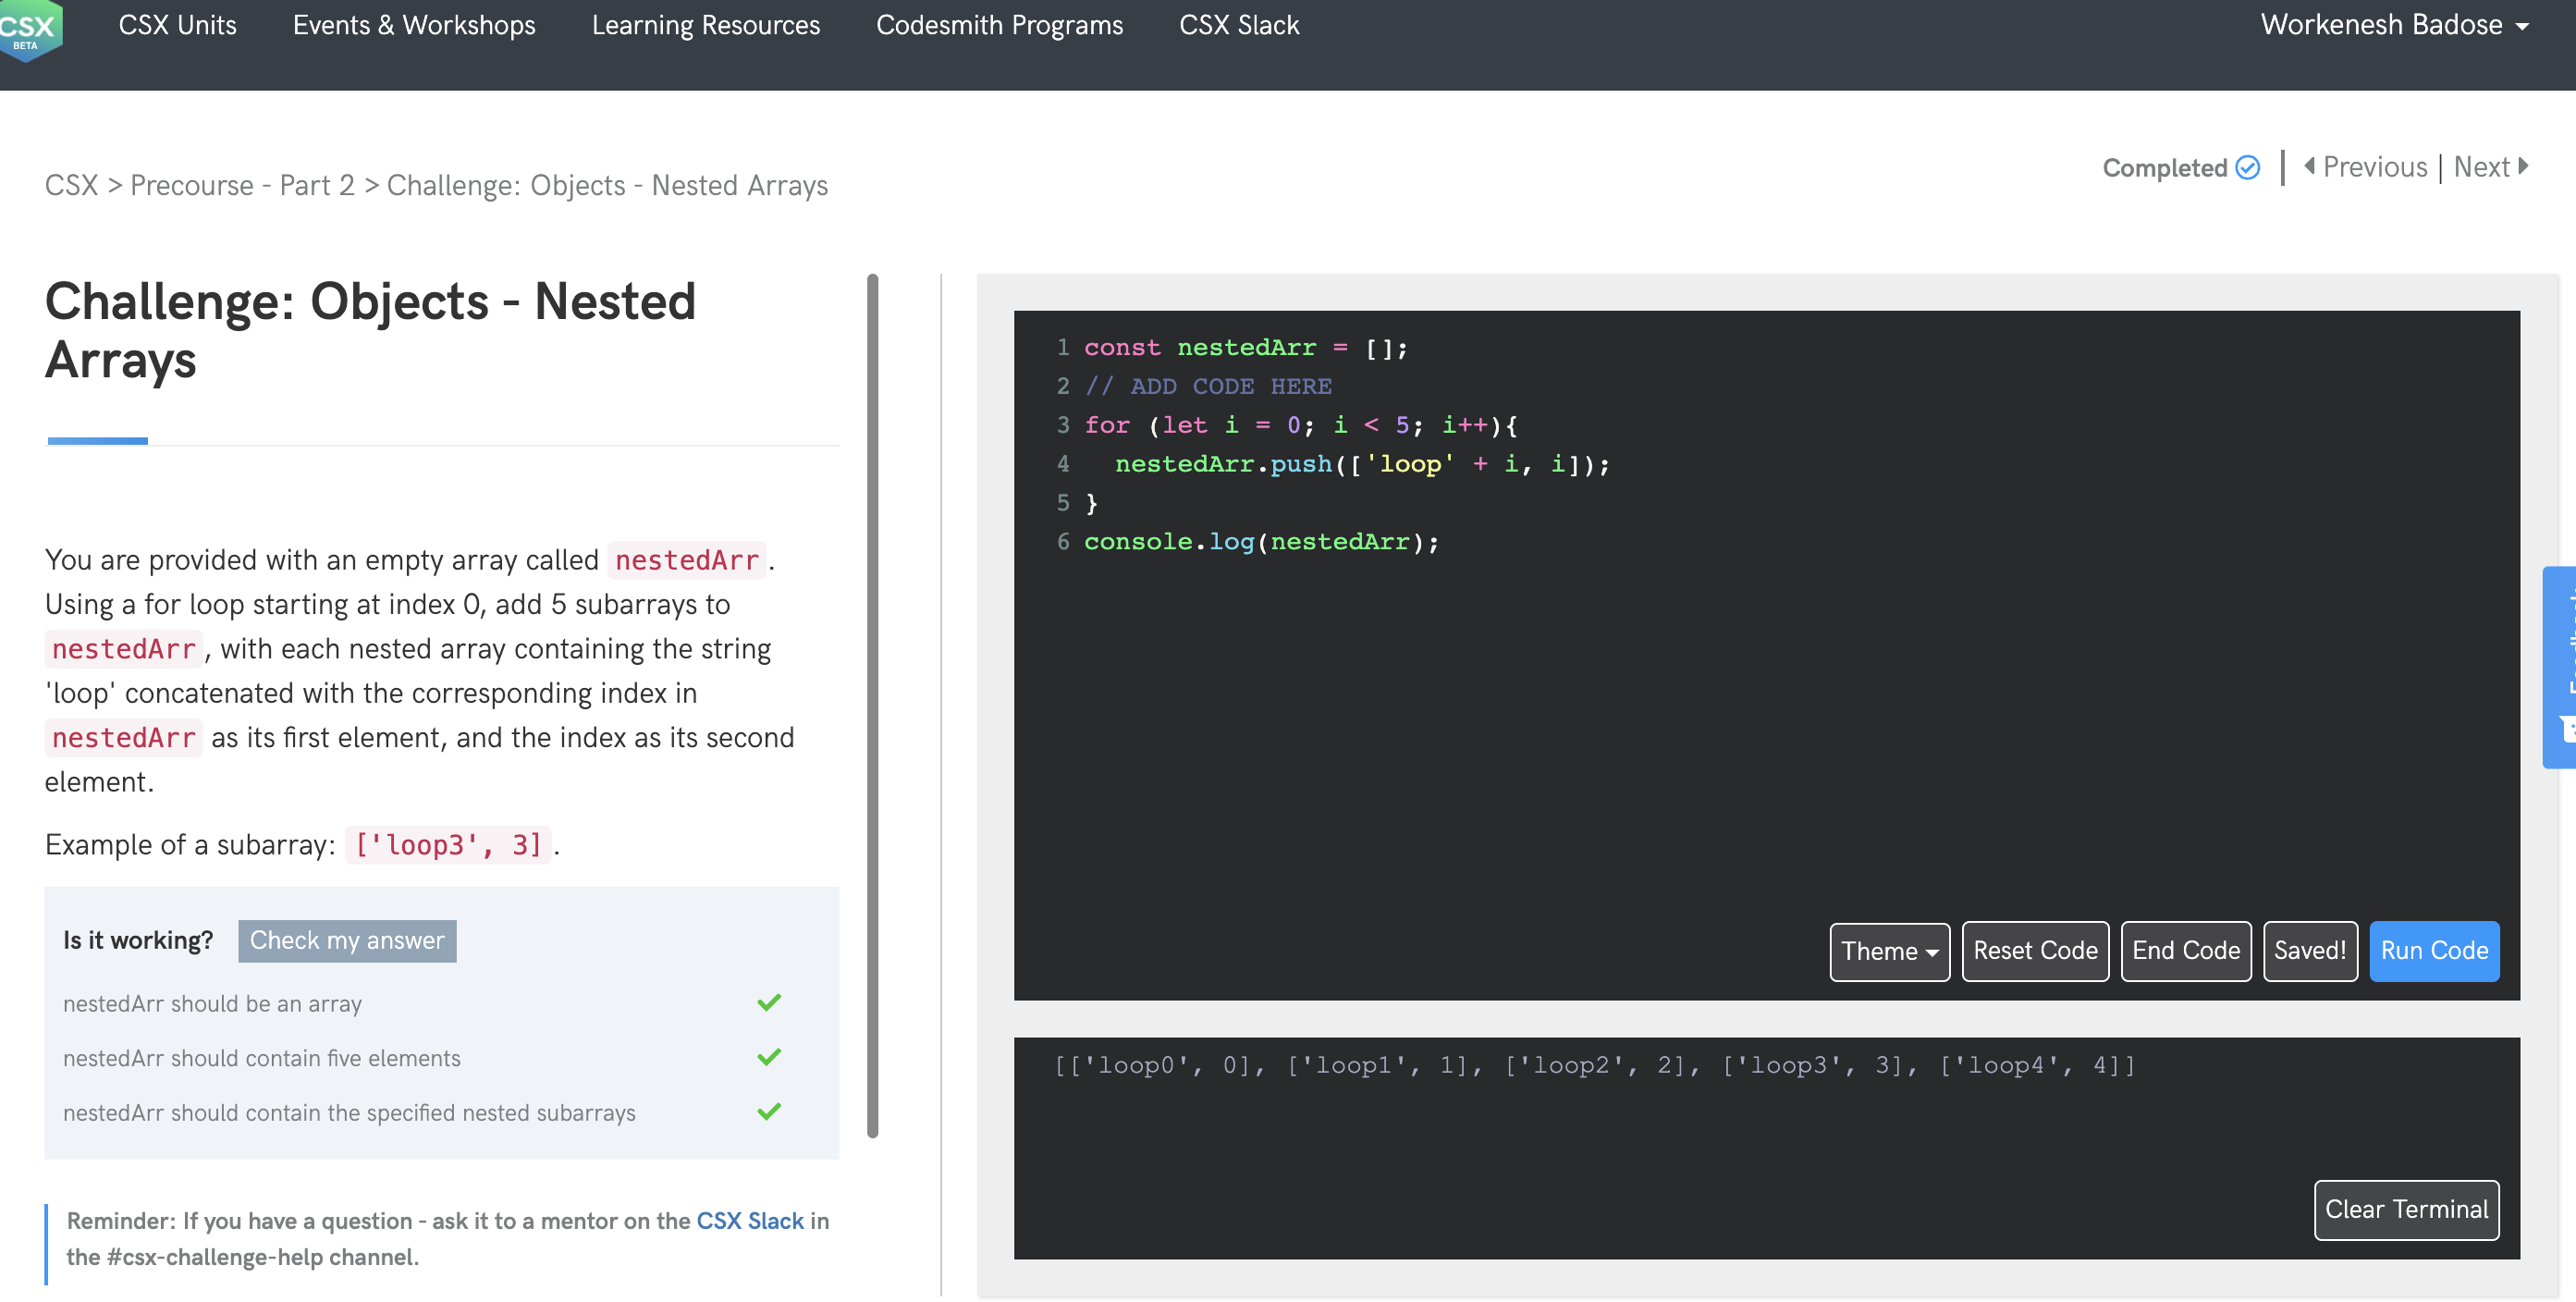 CSX
BETA
CSX Units
Events & Workshops
Learning Resources
Codesmith Programs
CSX Slack
Workenesh Badose
CSX > Precourse - Part 2 > Challenge: Objects - Nested Arrays
Completed
Previous | Next
Challenge: Objects - Nested
Arrays
You are provided with an empty array called nestedArr.
Using a for loop starting at index 0, add 5 subarrays to
nestedArr, with each nested array containing the string
'loop' concatenated with the corresponding index in
nestedArr as its first element, and the index as its second
element.
Example of a subarray: ['loop3', 3].
Is it working?
Check my answer
nestedArr should be an array
nestedArr should contain five elements
nestedArr should contain the specified nested subarrays
Reminder: If you have a question - ask it to a mentor on the CSX Slack in
the #csx-challenge-help channel.
1 const nestedArr = [];
2 // ADD CODE HERE
3 for (let i = 0; i < 5; i++){
4 nestedArr.push(['loop' + i, i]);
5 }
6 console.log(nestedArr);
Theme
Reset Code
End Code
Saved!
Run Code
[['loop0', 0], ['loop1', 1], ['loop2', 2], ['loop3', 3], ['loop4', 4]]
Clear Terminal